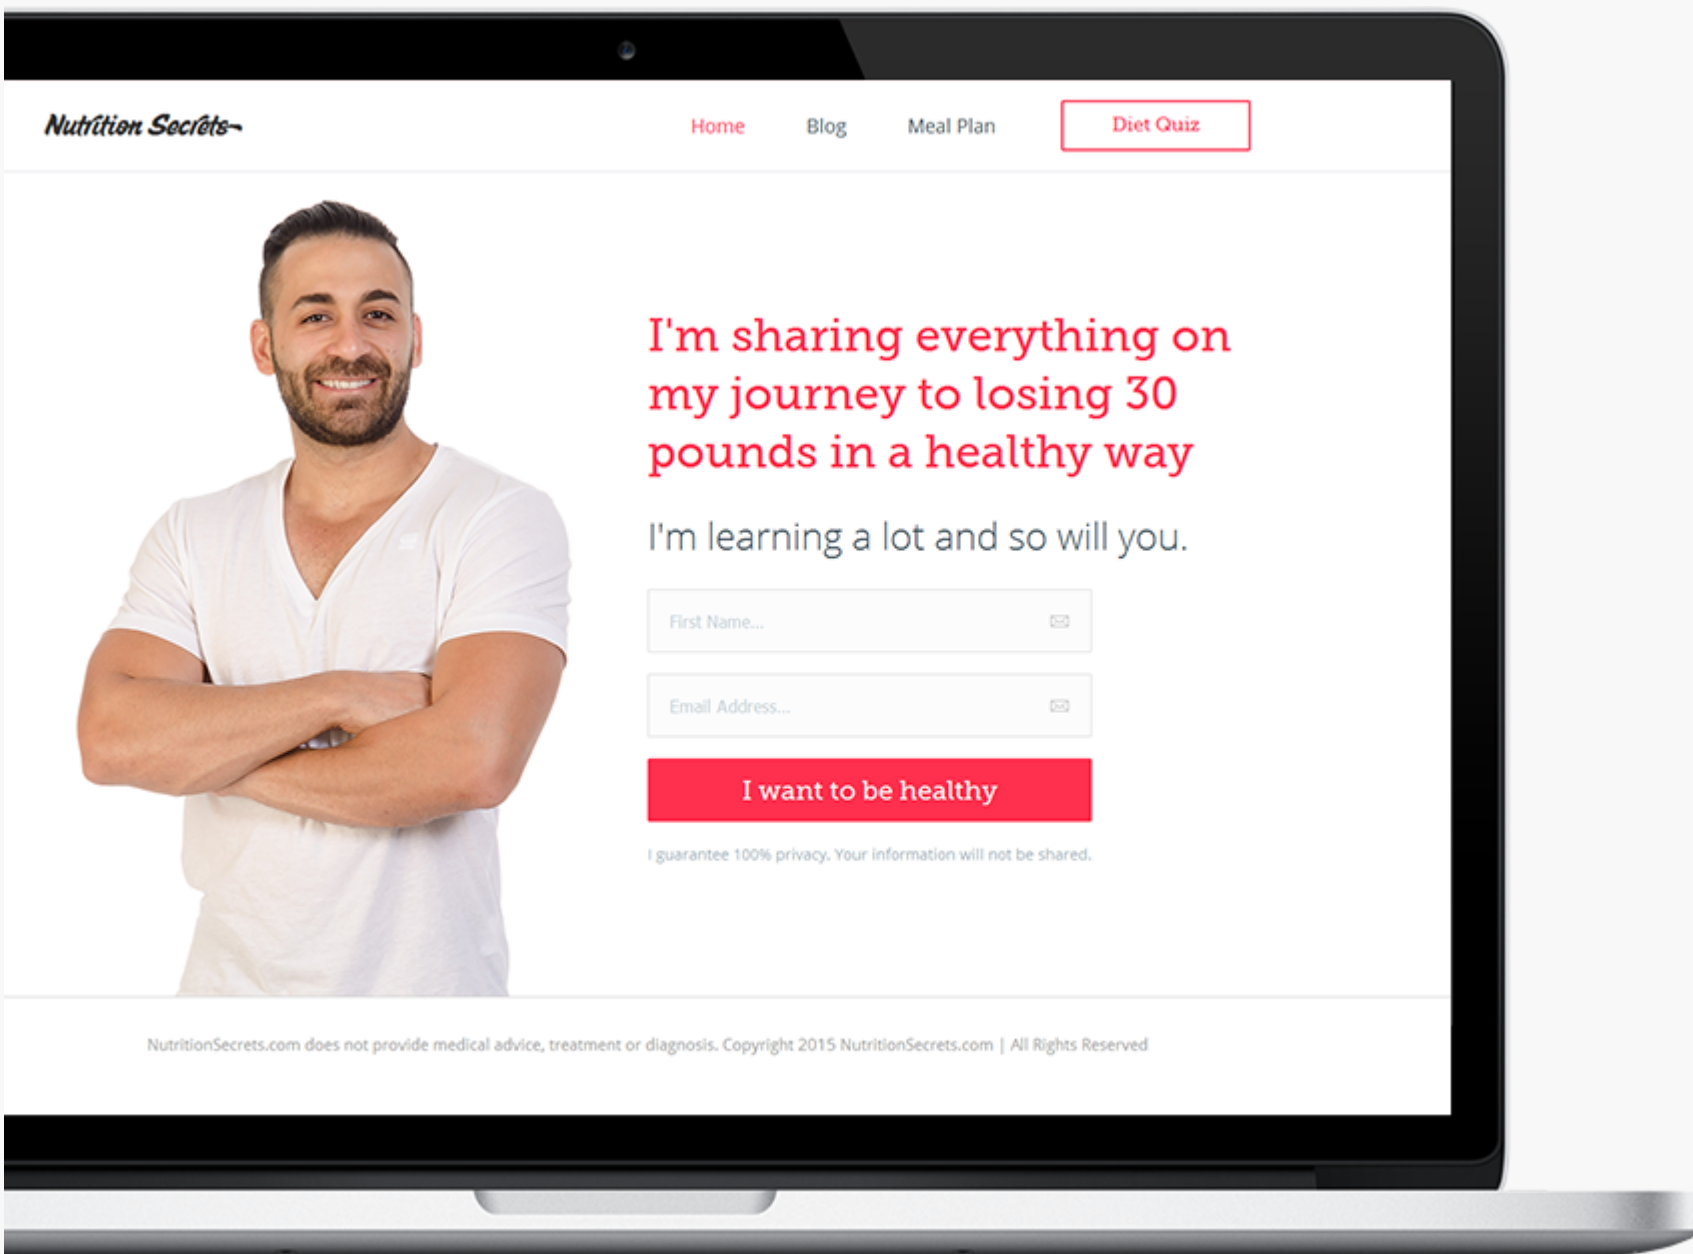 Nutrition Secrets
Home
Blog
Meal Plan
Diet Quiz
I'm sharing everything on
my journey to losing 30
pounds in a healthy way
I'm learning a lot and so will you.
First Name...
Email Address...
I want to be healthy
I guarantee 100% privacy. Your information will not be shared.
NutritionSecrets.com does not provide medical advice, treatment or diagnosis. Copyright 2015 NutritionSecrets.com | All Rights Reserved